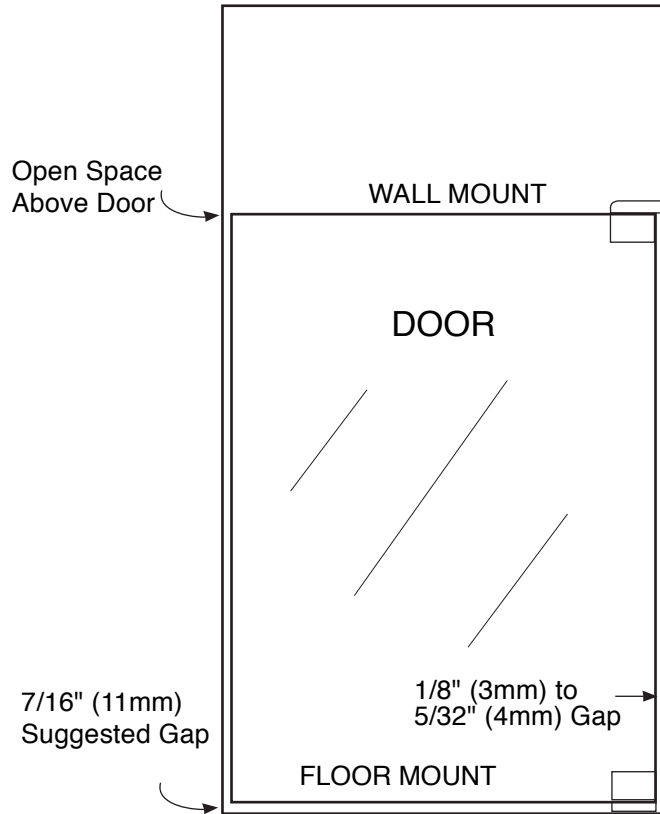 Open Space
Above Door
WALL MOUNT
DOOR
7/16" (11mm)
Suggested Gap
1/8" (3mm) to
5/32" (4mm) Gap
FLOOR MOUNT